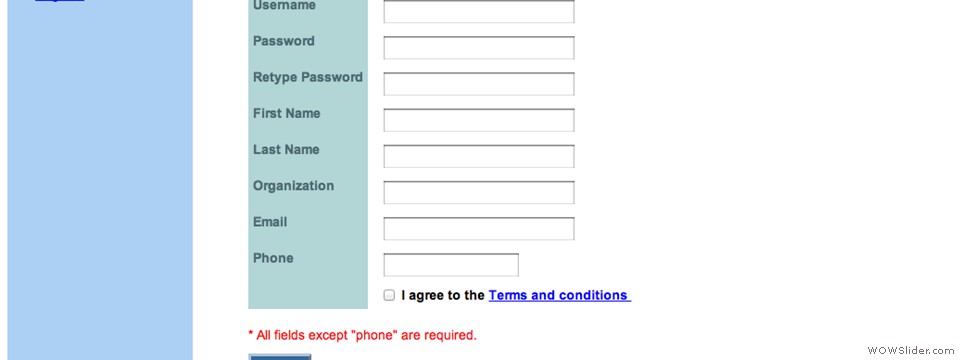 Username
Password
Retype Password
First Name
Last Name
Organization
Email
Phone
I agree to the Terms and conditions
* All fields except "phone" are required.
WOWSlider.com